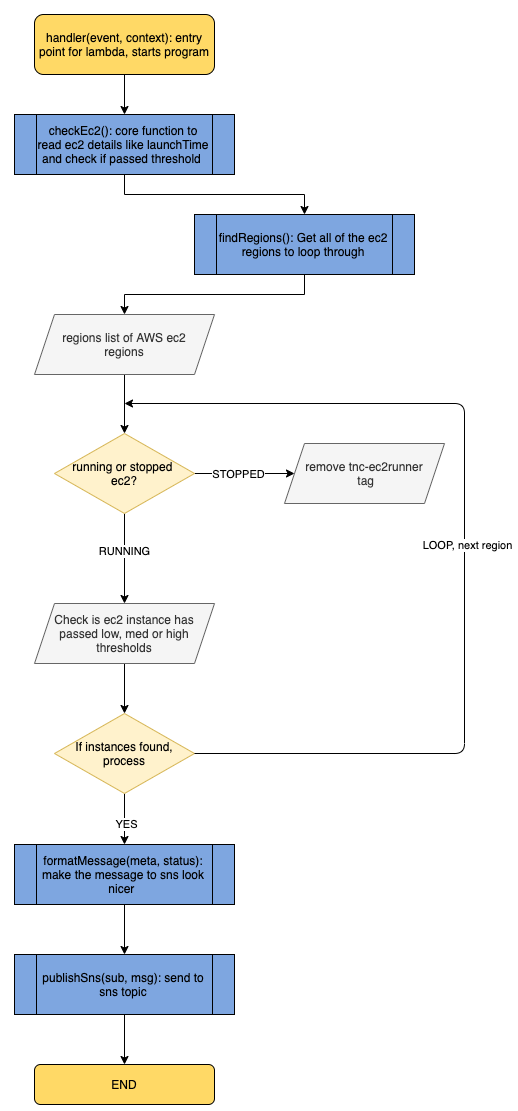 handler(event, context): entry
point for lambda, starts program
checkEc2(): core function to
read ec2 details like launchTime
and check if passed threshold
findRegions(): Get all of the ec2
regions to loop through
regions list of AWS ec2
regions
running or stopped
ec2?
STOPPED
remove tnc-ec2runner
tag
LOOP, next region
RUNNING
Check is ec2 instance has
passed low, med or high
thresholds
If instances found,
process
YES
formatMessage(meta, status):
make the message to sns look
nicer
publishSns(sub, msg): send to
sns topic
END